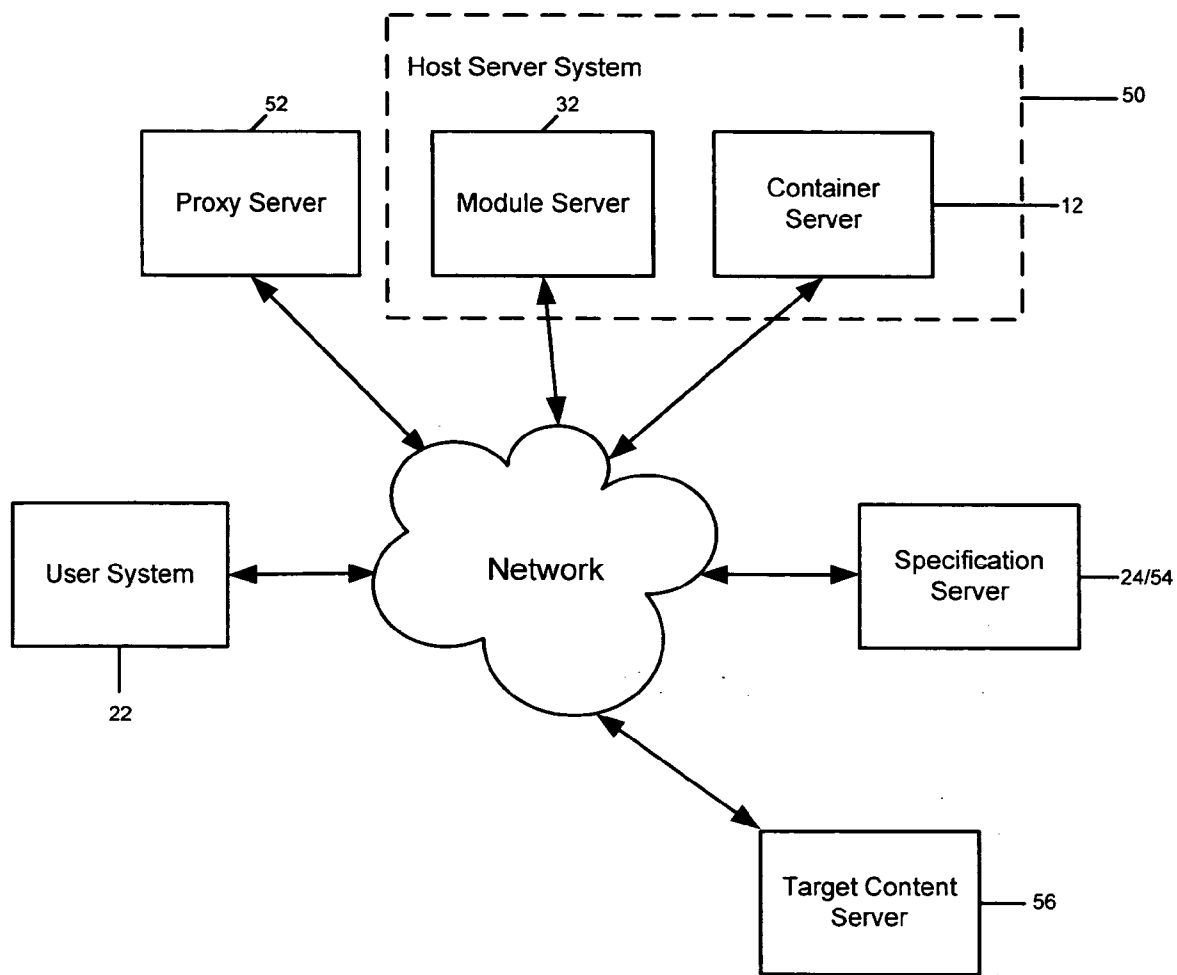 Host Server System
52
32
50
Proxy Server
Module Server
Container
Server
12
User System
Network
Specification
Server
24/54
22
Target Content
Server
56